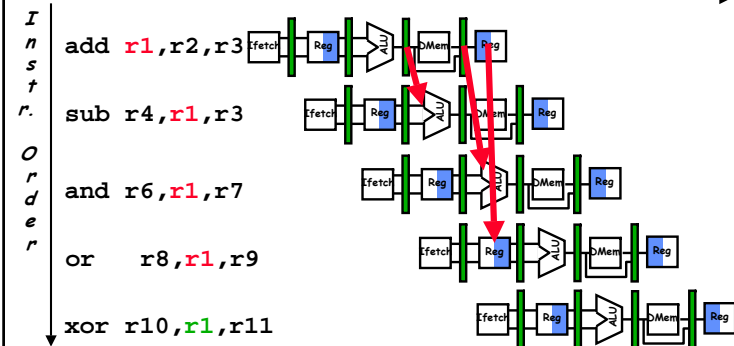 Instr. Order
add r1,r2,r3 Ifetch Reg ALU DMem Reg
sub r4,r1,r3 Ifetch Reg ALU DMem Reg
and r6,r1,r7 Ifetch Reg ALU DMem Reg
or r8,r1,r9 Ifetch Reg ALU DMem Reg
xor r10,r1,r11 Ifetch Reg ALU DMem Reg